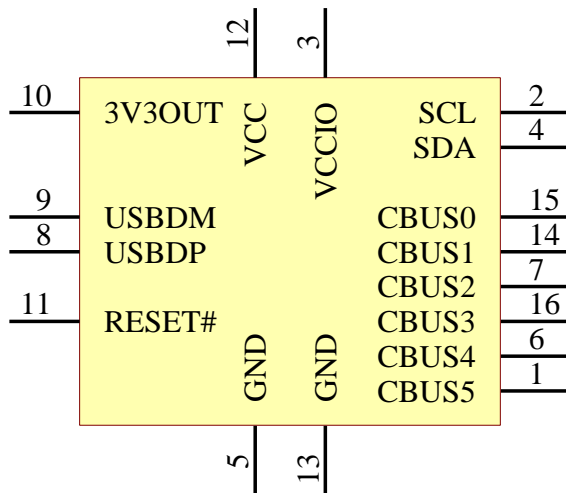 12 3
10 3V3OUT VCC VCCIO SCL 2
SDA 4
9 USBDM CBUS0 15
8 USBDP CBUS1 14
CBUS2 7
11 RESET# CBUS3 16
GND GND CBUS4 6
CBUS5 1
5 13